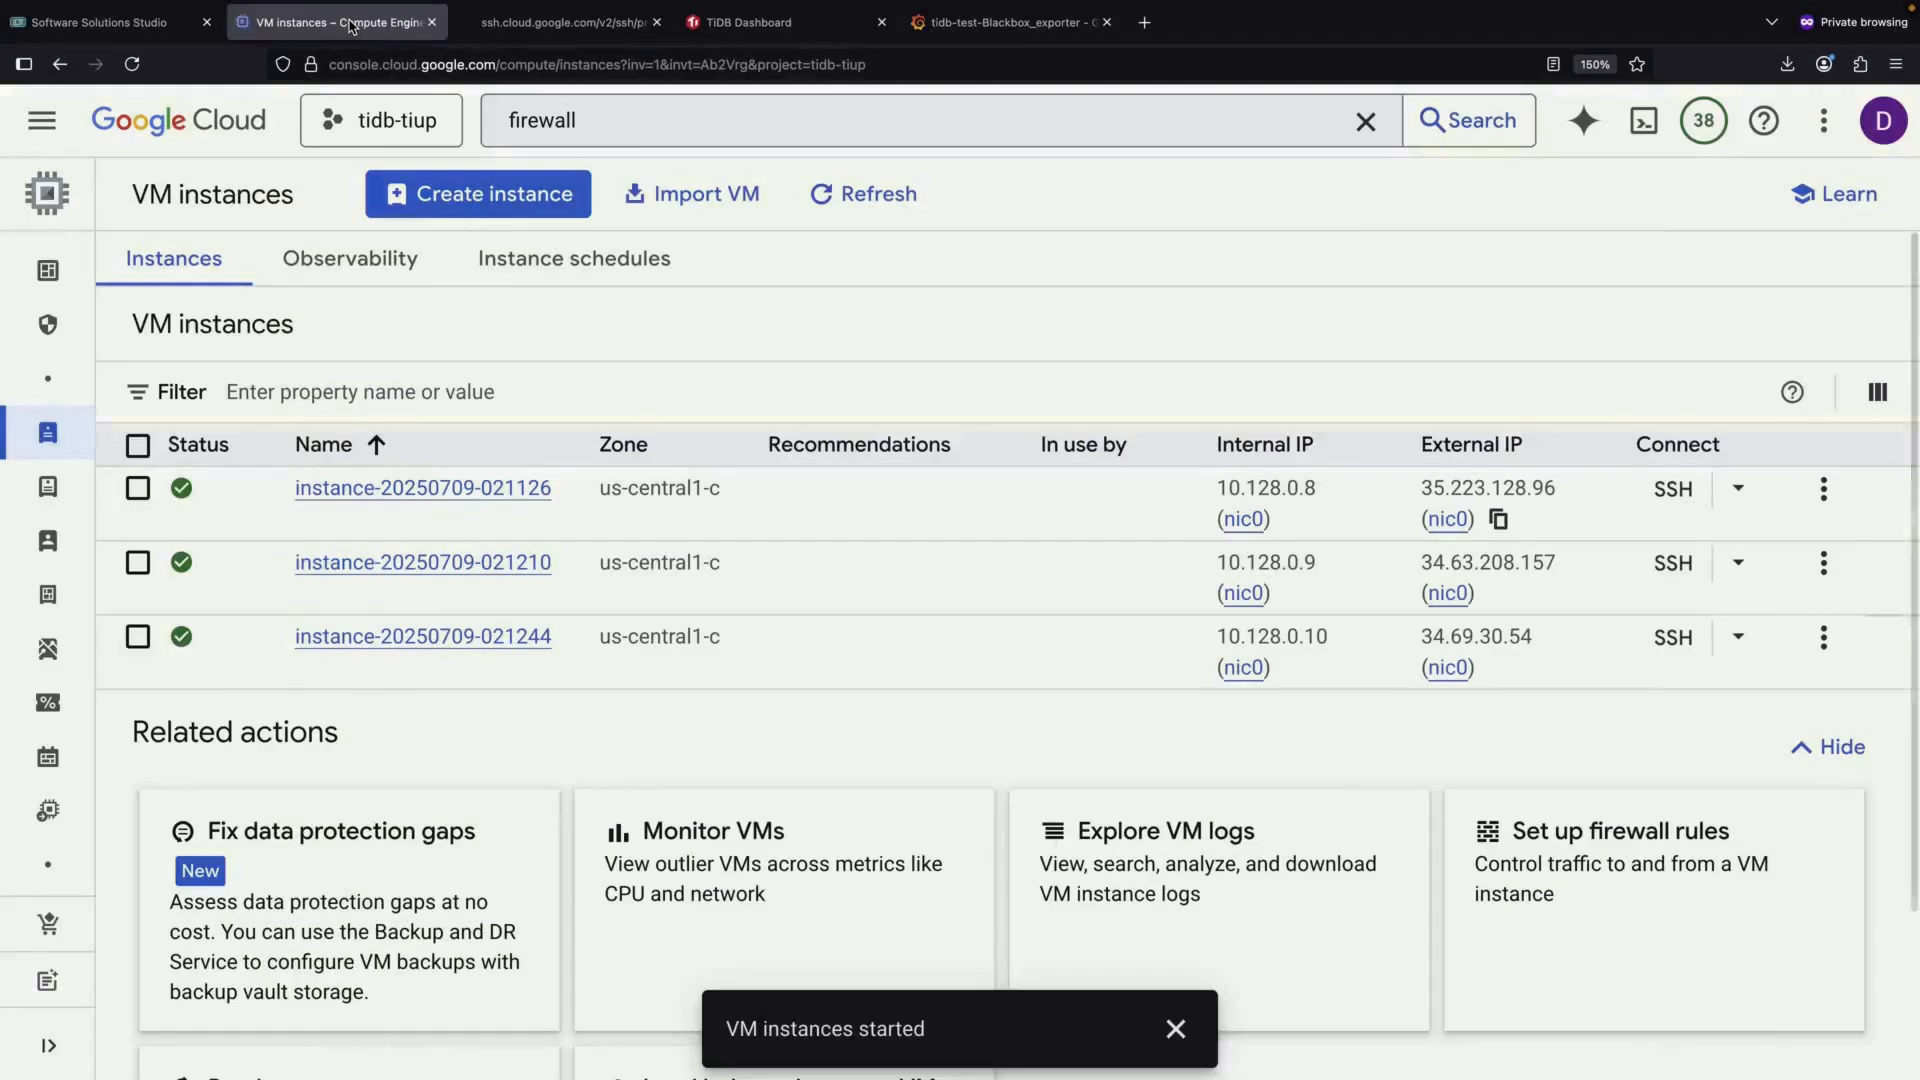 Software Solutions Studio
VM instances – Compute Engin
ssh.cloud.google.com/v2/ssh/pr
TiDB Dashboard
tidb-test-Blackbox_exporter - G
Private browsing
console.cloud.google.com/compute/instances?inv=1&invt=Ab2Vrg&project=tidb-tiup
150%
Google Cloud
tidb-tiup
firewall
Search
38
D
VM instances
Create instance
Import VM
Refresh
Learn
Instances
Observability
Instance schedules
VM instances
Filter
Enter property name or value
Status
Name
Zone
Recommendations
In use by
Internal IP
External IP
Connect
instance-20250709-021126
us-central1-c
10.128.0.8
(nic0)
35.223.128.96
(nic0)
SSH
instance-20250709-021210
us-central1-c
10.128.0.9
(nic0)
34.63.208.157
(nic0)
SSH
instance-20250709-021244
us-central1-c
10.128.0.10
(nic0)
34.69.30.54
(nic0)
SSH
Related actions
Hide
Fix data protection gaps
New
Assess data protection gaps at no
cost. You can use the Backup and DR
Service to configure VM backups with
backup vault storage.
Monitor VMs
View outlier VMs across metrics like
CPU and network
Explore VM logs
View, search, analyze, and download
VM instance logs
Set up firewall rules
Control traffic to and from a VM
instance
VM instances started